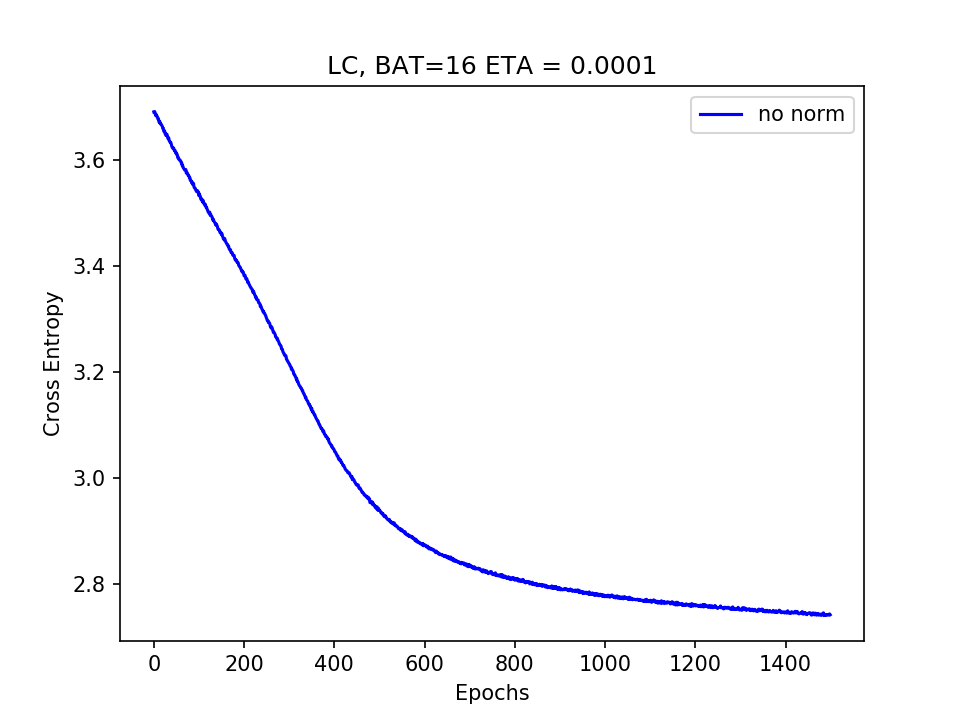 LC, BAT=16 ETA = 0.0001
no norm
3.6
3.4
3.2
3.0
2.8
Cross Entropy
0 200 400 600 800 1000 1200 1400
Epochs